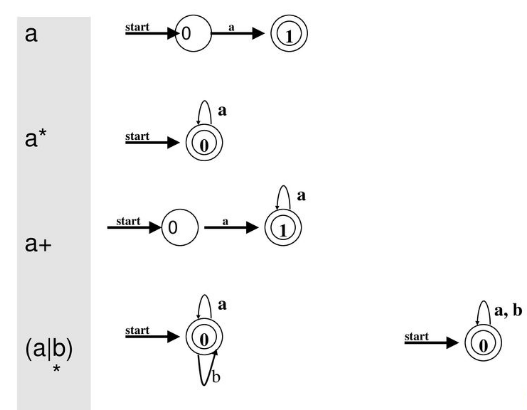 a start 0 a 1
a
a* start 0
a
a+ start 0 a 1
a
(a|b)
* start 0
b
a, b
start 0